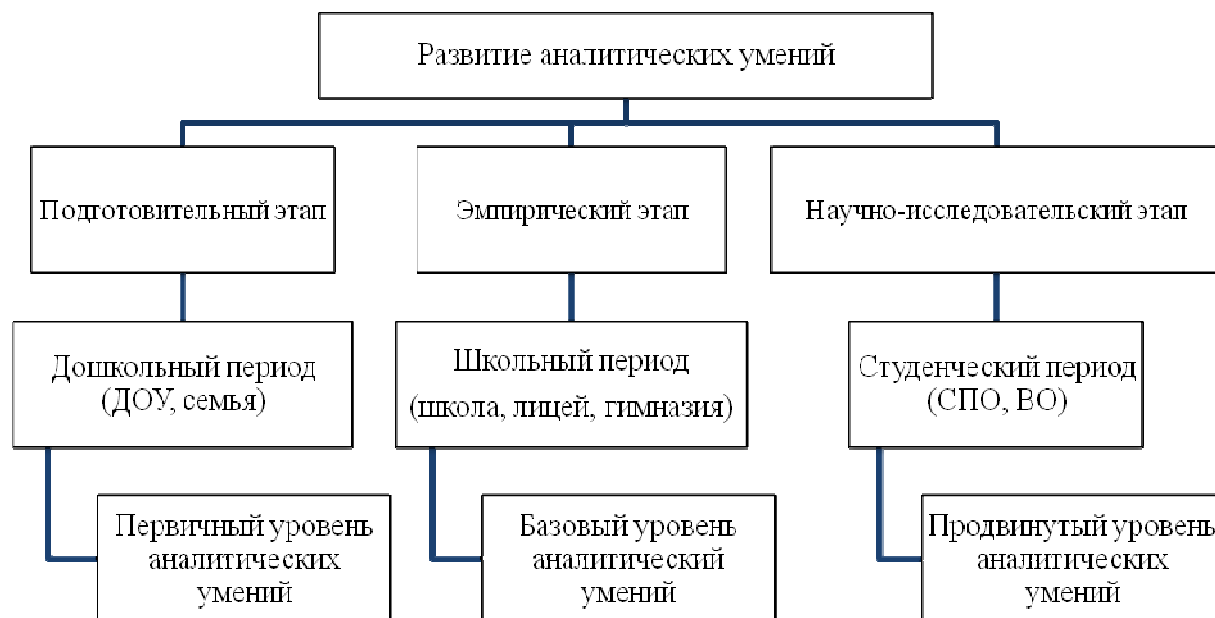 Развитие аналитических умений
Подготовительный этап
Эмпирический этап
Научно-исследовательский этап
Дошкольный период
(ДОУ, семья)
Школьный период
(школа, лицей, гимназия)
Студенческий период
(СПО, ВО)
Первичный уровень
аналитических
умений
Базовый уровень
аналитический
умений
Продвинутый уровень
аналитических
умений